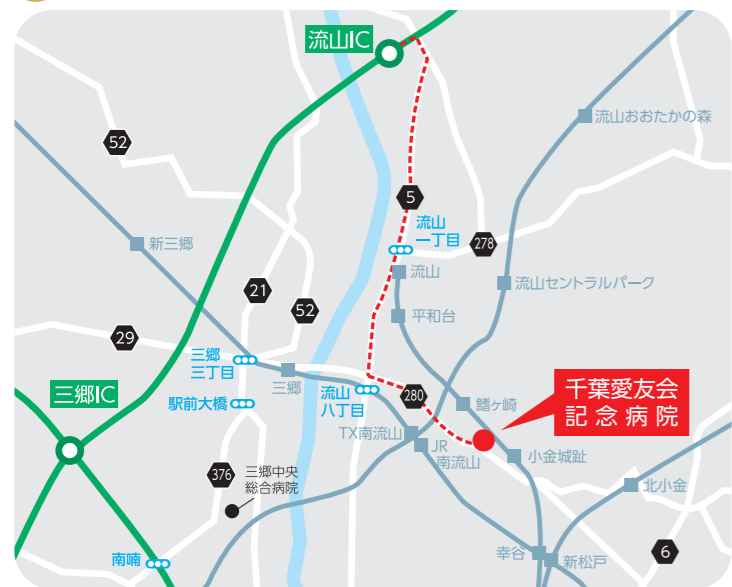 流山IC
流山おおたかの森
52
5
流山
一丁目
278
新三郷
流山
流山セントラルパーク
21
52
平和台
29
三郷
三丁目
三郷
三郷IC
流山
八丁目
280
千葉愛友会
記念病院
駅前大橋
鰭ヶ崎
TX南流山
JR
南流山
小金城趾
376
三郷中央
総合病院
北小金
南喃
幸谷
新松戸
6